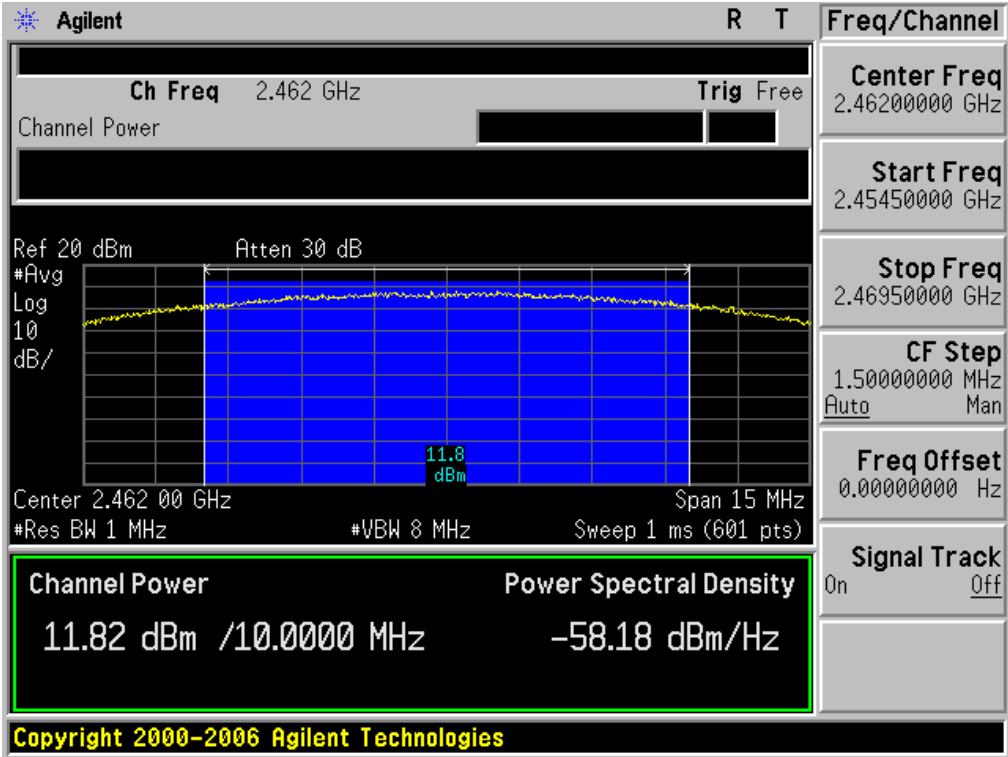 Agilent R T
Freq/Channel
Ch Freq 2.462 GHz Trig Free
Channel Power
Center Freq
2.46200000 GHz
Start Freq
2.45450000 GHz
Stop Freq
2.46950000 GHz
CF Step
1.50000000 MHz
Auto Man
Freq Offset
0.00000000 Hz
Signal Track
On Off
Ref 20 dBm Atten 30 dB
#Avg
Log
10
dB/
11.8
dBm
Center 2.462 00 GHz Span 15 MHz
#Res BW 1 MHz #VBW 8 MHz Sweep 1 ms (601 pts)
Channel Power Power Spectral Density
11.82 dBm /10.0000 MHz -58.18 dBm/Hz
Copyright 2000-2006 Agilent Technologies